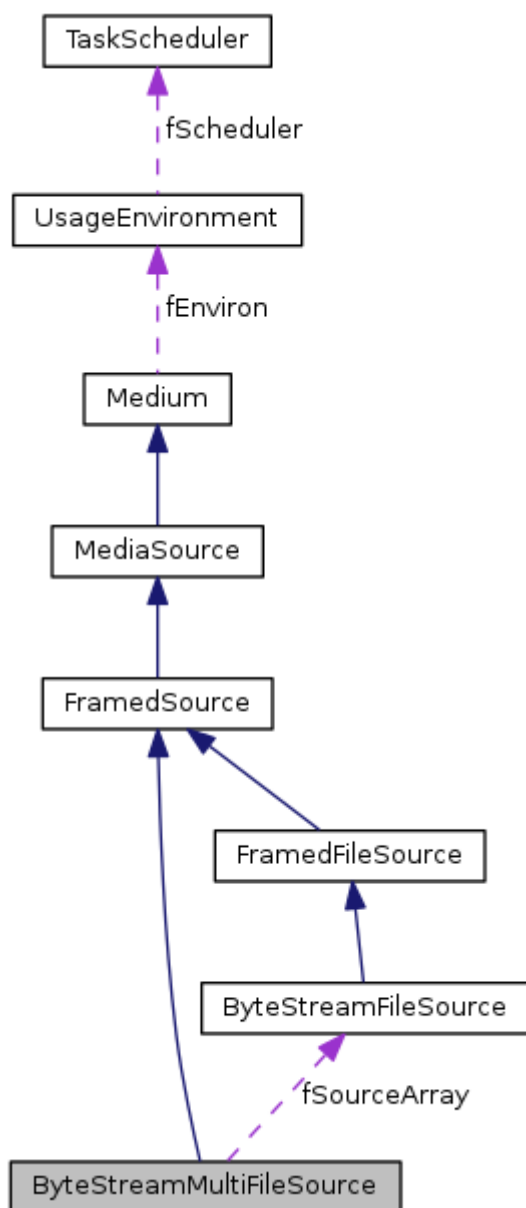 TaskScheduler
fScheduler
UsageEnvironment
fEnviron
Medium
MediaSource
FramedSource
FramedFileSource
ByteStreamFileSource
fSourceArray
ByteStreamMultiFileSource